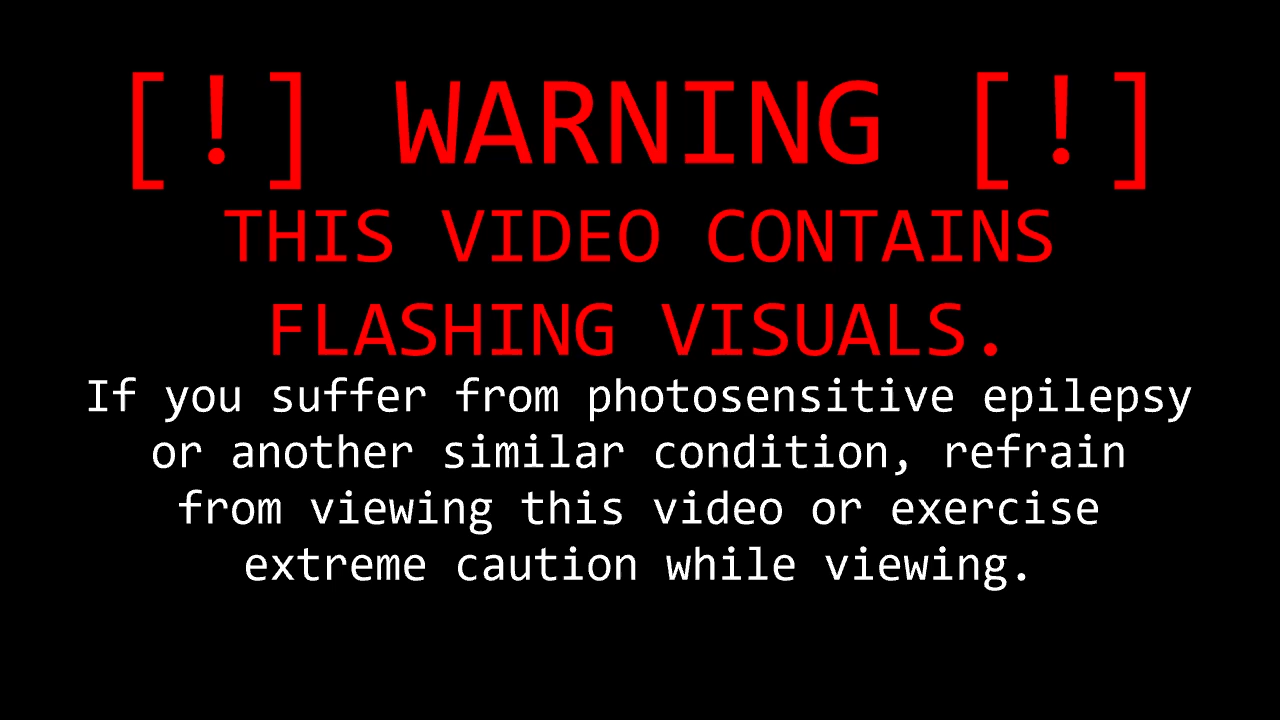 [!] WARNING [!]
THIS VIDEO CONTAINS
FLASHING VISUALS.
If you suffer from photosensitive epilepsy
or another similar condition, refrain
from viewing this video or exercise
extreme caution while viewing.